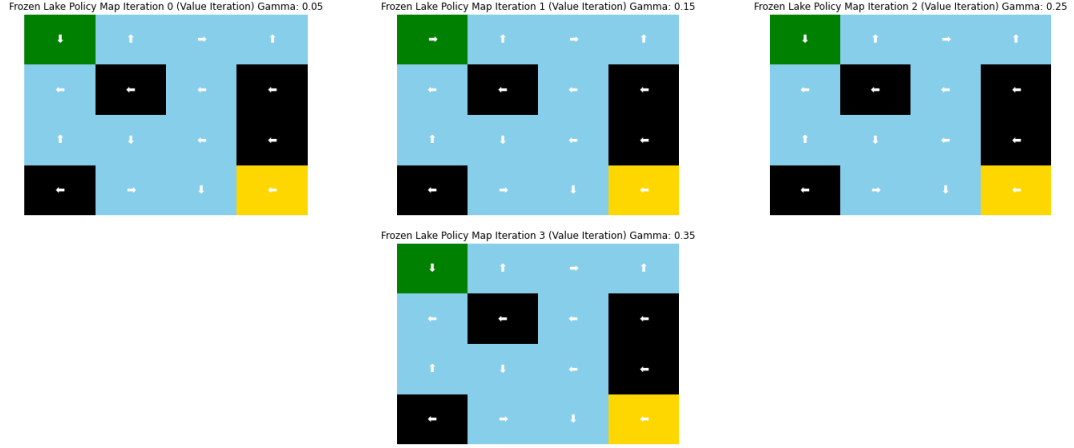 Frozen Lake Policy Map Iteration 0 (Value Iteration) Gamma: 0.05
Frozen Lake Policy Map Iteration 1 (Value Iteration) Gamma: 0.15
Frozen Lake Policy Map Iteration 2 (Value Iteration) Gamma: 0.25
Frozen Lake Policy Map Iteration 3 (Value Iteration) Gamma: 0.35